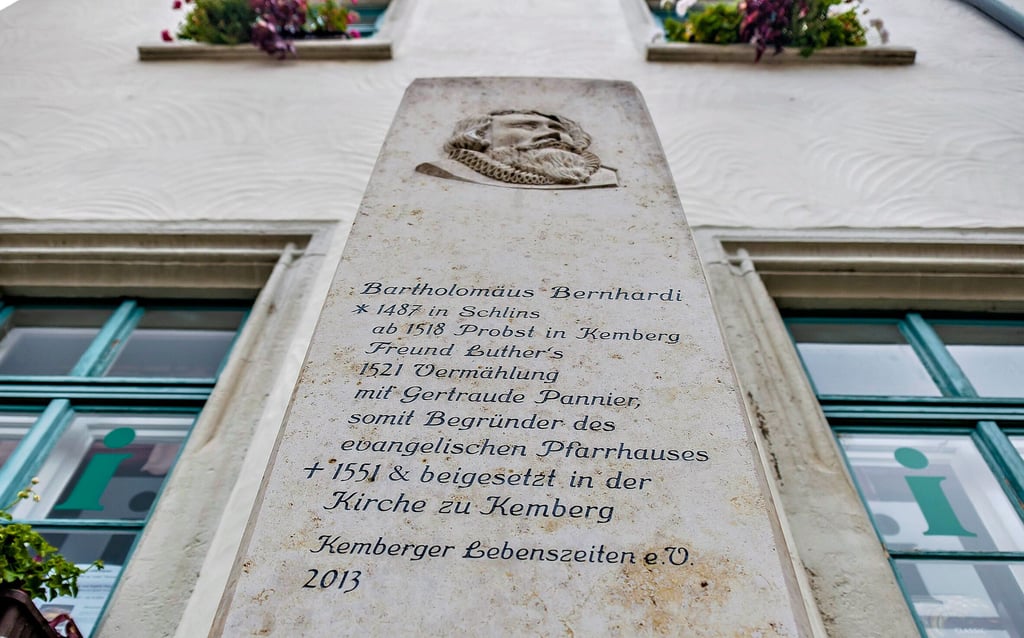 Bartholomäus Bernhardi
* 1487 in Schlins
ab 1518 Probst in Kemberg
Freund Luther's
1521 Vermählung
mit Gertraude Pannier,
somit Begründer des
evangelischen Pfarrhauses
† 1551 & beigesetzt in der
Kirche zu Kemberg
Kemberger Lebenszeiten e.V.
2013
i
i